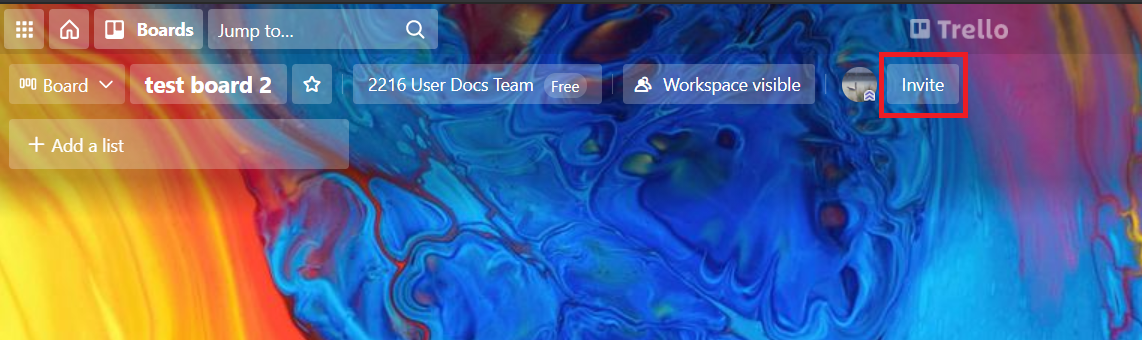 Boards Jump to... Trello
Board test board 2 2216 User Docs Team Free Workspace visible Invite
+ Add a list